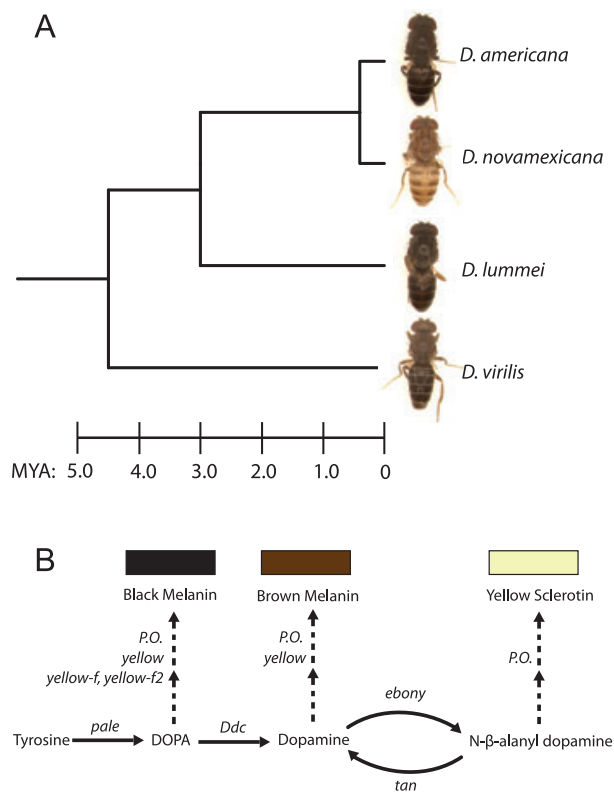 A
D. americana
D. novamexicana
D. lummei
D. virilis
MYA: 5.0 4.0 3.0 2.0 1.0 0
B
Black Melanin Brown Melanin Yellow Sclerotin
P.O. P.O.
yellow yellow P.O.
yellow-f, yellow-f2
ebony
pale Ddc
Tyrosine DOPA Dopamine N-β-alanyl dopamine
tan